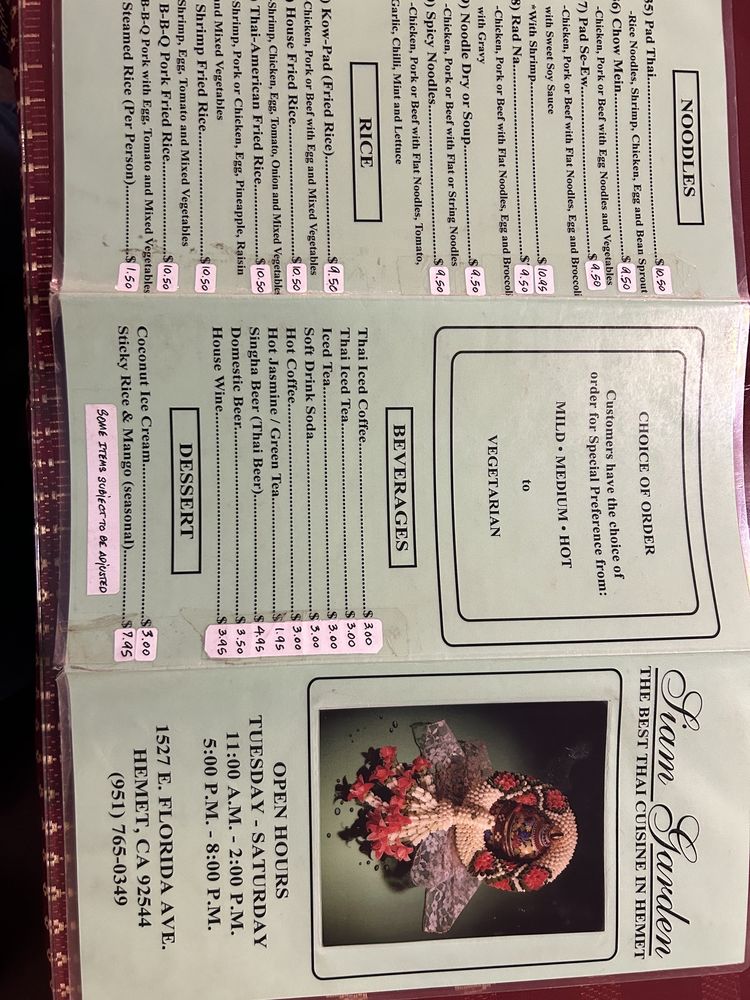 35) Pad Thai..........$ 10.50
-Rice Noodles, Shrimp, Chicken, Egg and Bean Sprout
36) Chow Mein..........$ 9.50
-Chicken, Pork or Beef with Egg Noodles and Vegetables
7) Pad Se-Ew..........$ 9.50
-Chicken, Pork or Beef with Flat Noodles, Egg and Broccoli
with Sweet Soy Sauce
*With Shrimp..........$ 10.95
8) Rad Na..........$ 9.50
-Chicken, Pork or Beef with Flat Noodles, Egg and Broccoli
with Gravy
9) Noodle Dry or Soup..........$ 9.50
-Chicken, Pork or Beef with Flat or String Noodles
) Spicy Noodles..........$ 9.50
-Chicken, Pork or Beef with Flat Noodles, Tomato,
Garlic, Chili, Mint and Lettuce
NOODLES
RICE
) Kow-Pad (Fried Rice)..........$ 9.50
Chicken, Pork or Beef with Egg and Mixed Vegetables
) House Fried Rice..........$ 10.50
Shrimp, Chicken, Egg, Tomato, Onion and Mixed Vegetables
) Thai-American Fried Rice..........$ 10.50
Shrimp, Pork or Chicken, Egg, Pineapple, Raisin
and Mixed Vegetables
Shrimp Fried Rice..........$ 10.50
Shrimp, Egg, Tomato and Mixed Vegetables
B-B-Q Pork Fried Rice..........$ 10.50
B-B-Q Pork with Egg, Tomato and Mixed Vegetables
Steamed Rice (Per Person)..........$ 1.50
CHOICE OF ORDER
Customers have the choice of
order for Special Preference from:
MILD • MEDIUM • HOT
to
VEGETARIAN
BEVERAGES
Thai Iced Coffee..........$ 3.00
Thai Iced Tea..........$ 3.00
Iced Tea..........$ 3.00
Soft Drink Soda..........$ 3.00
Hot Coffee..........$ 3.00
Hot Jasmine / Green Tea..........$ 1.95
Singha Beer (Thai Beer)..........$ 4.95
Domestic Beer..........$ 3.50
House Wine..........$ 3.95
DESSERT
Coconut Ice Cream..........$ 3.00
Sticky Rice & Mango (seasonal)..........$ 7.95
SOME ITEMS SUBJECT TO BE ADJUSTED
Siam Garden
THE BEST THAI CUISINE IN HEMET
OPEN HOURS
TUESDAY - SATURDAY
11:00 A.M. - 2:00 P.M.
5:00 P.M. - 8:00 P.M.
1527 E. FLORIDA AVE.
HEMET, CA 92544
(951) 765-0349